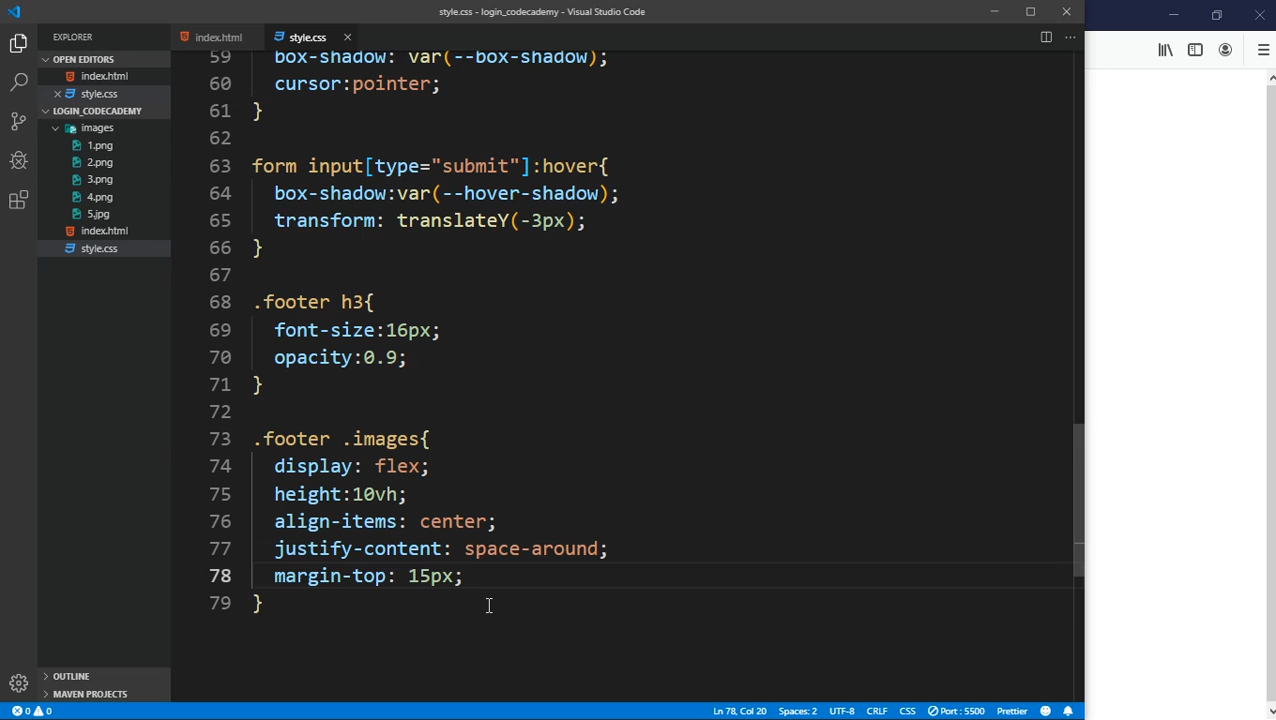 style.css - login_codecademy - Visual Studio Code
EXPLORER
index.html
style.css
OPEN EDITORS
index.html
style.css
LOGIN_CODECADEMY
images
1.png
2.png
3.png
4.png
5.jpg
index.html
style.css
OUTLINE
MAVEN PROJECTS
59 box-shadow: var(--box-shadow);
60 cursor:pointer;
61 }
62
63 form input[type="submit"]:hover{
64 box-shadow:var(--hover-shadow);
65 transform: translateY(-3px);
66 }
67
68 .footer h3{
69 font-size:16px;
70 opacity:0.9;
71 }
72
73 .footer .images{
74 display: flex;
75 height:10vh;
76 align-items: center;
77 justify-content: space-around;
78 margin-top: 15px;
79 }
0 0 Ln 78, Col 20 Spaces: 2 UTF-8 CRLF CSS Port : 5500 Prettier